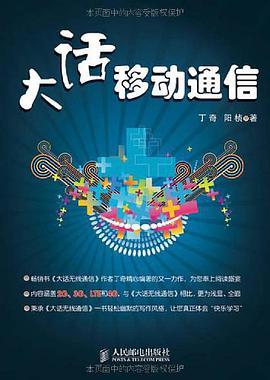 本图片中的内容受版权保护
大话
移动通信
丁奇 阳桢 著
畅销书《大话无线通信》作者丁奇精心编著的又一力作，为您奉上阅读盛宴
内容涵盖2G、3G、LTE和4G，与《大话无线通信》相比，更为浅显、全面
秉承《大话无线通信》一书轻松幽默的写作风格，让您真正体会“快乐学习”
人民邮电出版社
POSTS & TELECOM PRESS
本图片中的内容受版权保护